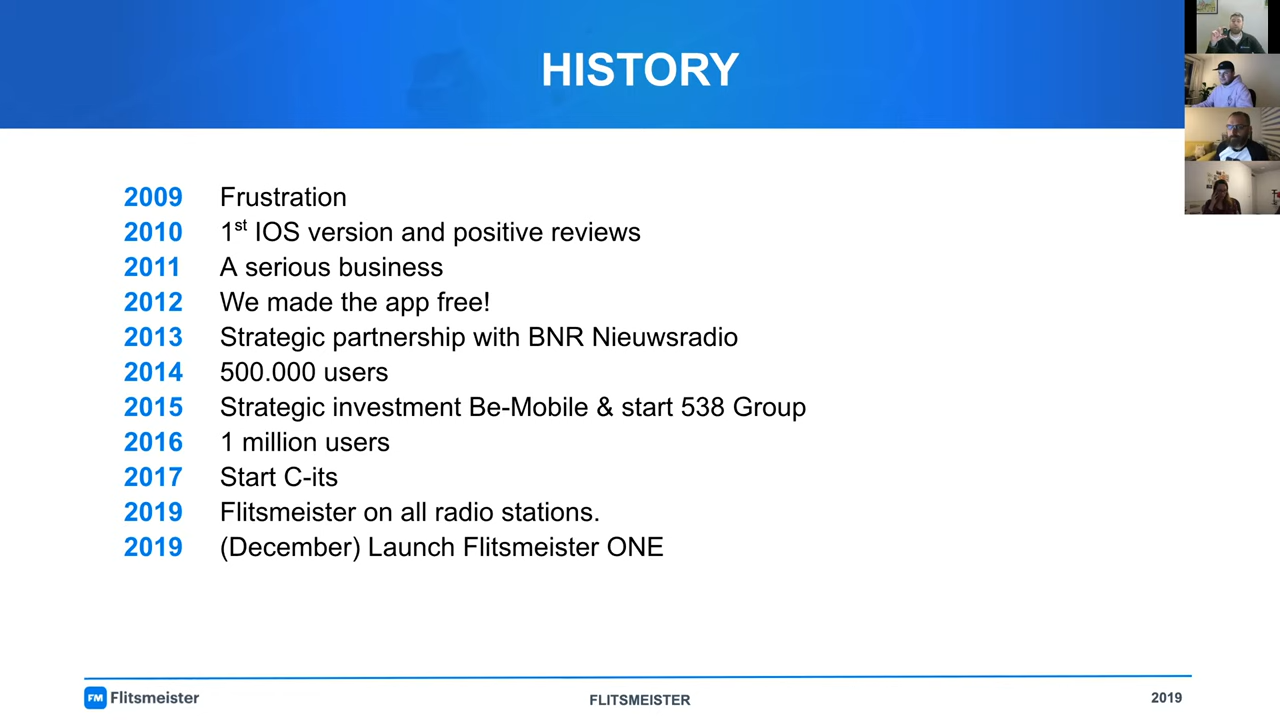 HISTORY
2009 Frustration
2010 1st IOS version and positive reviews
2011 A serious business
2012 We made the app free!
2013 Strategic partnership with BNR Nieuwsradio
2014 500.000 users
2015 Strategic investment Be-Mobile & start 538 Group
2016 1 million users
2017 Start C-its
2019 Flitsmeister on all radio stations.
2019 (December) Launch Flitsmeister ONE
FM Flitsmeister FLITSMEISTER 2019